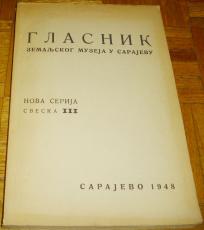 ГЛАСНИК
ЗЕМАЉСКОГ МУЗЕЈА У САРАЈЕВУ
НОВА СЕРИЈА
СВЕСКА III
САРАЈЕВО 1948